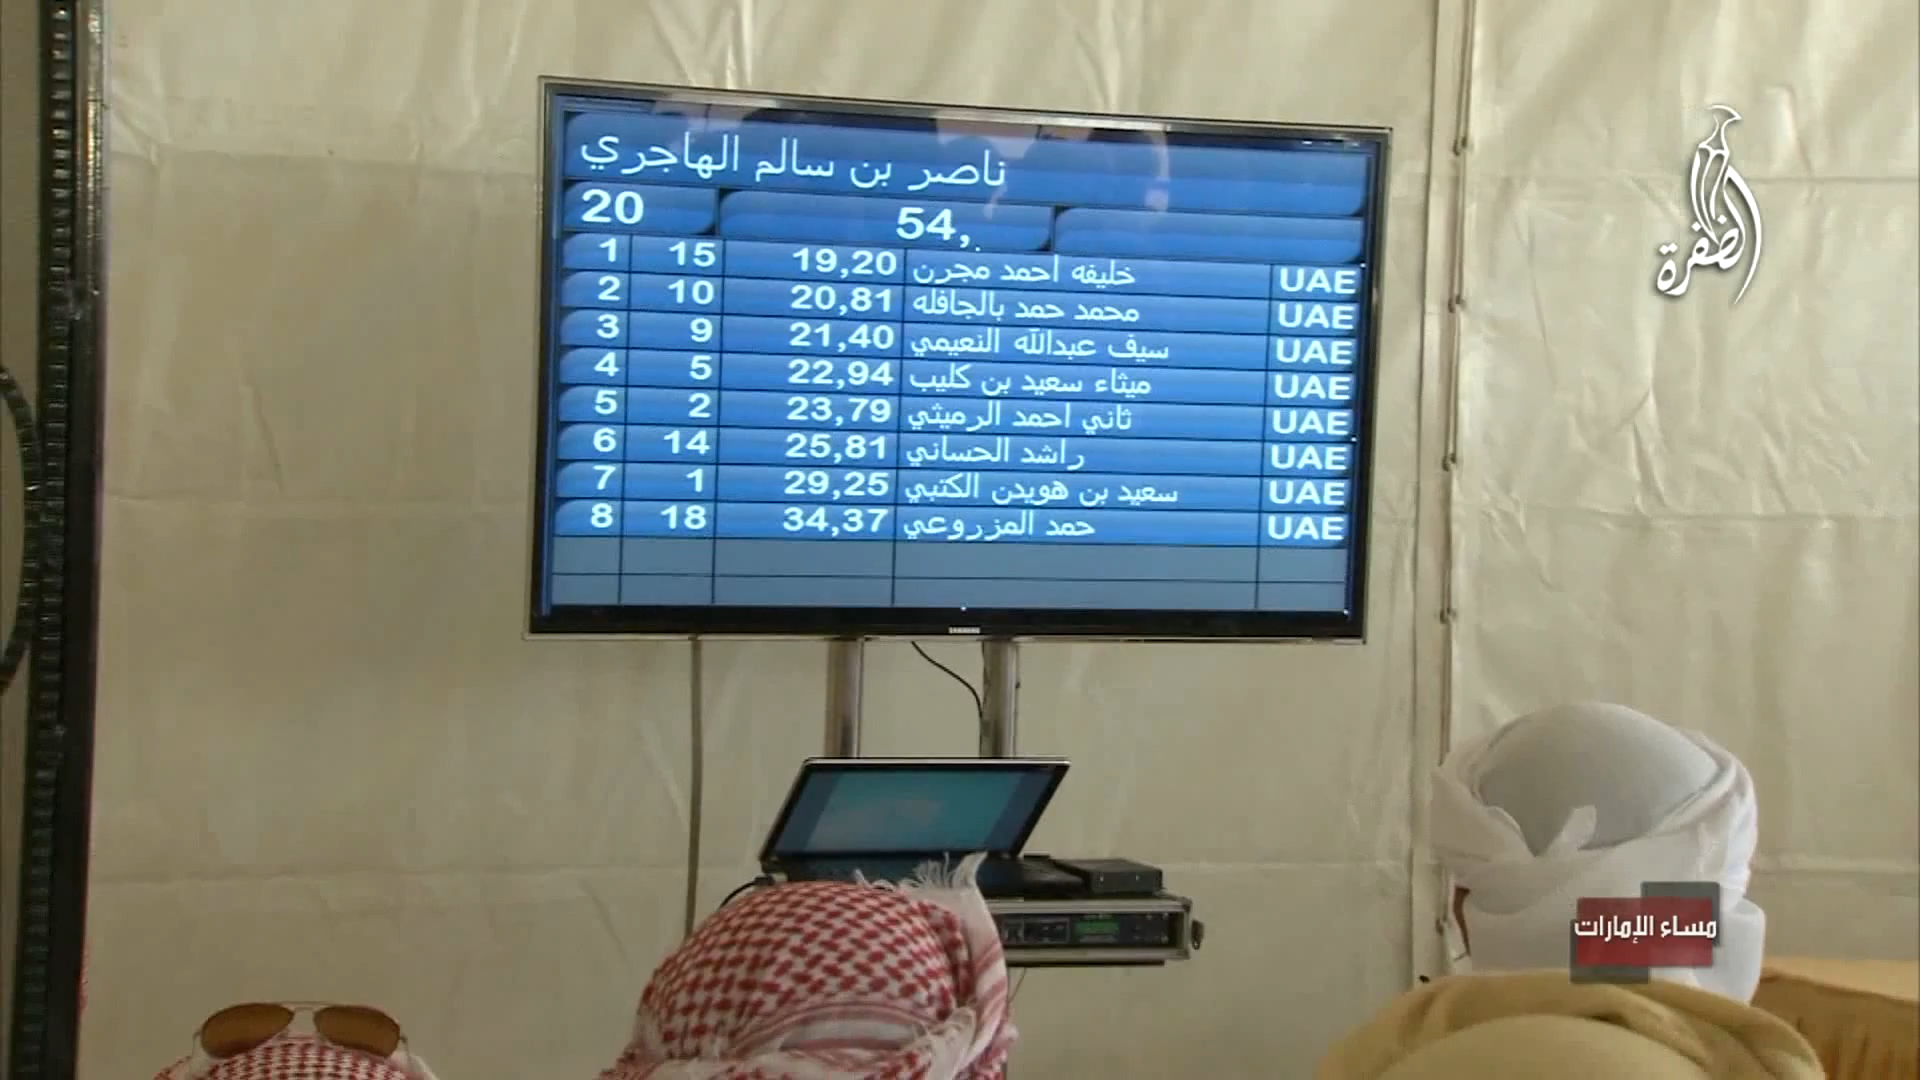 ناصر بن سالم الهاجري
20 54,
1 15 19,20 خليفه احمد مجرن UAE
2 10 20,81 محمد حمد بالجافله UAE
3 9 21,40 سيف عبدالله النعيمي UAE
4 5 22,94 ميثاء سعيد بن كليب UAE
5 2 23,79 ثاني احمد الرميثي UAE
6 14 25,81 راشد الحساني UAE
7 1 29,25 سعيد بن هويدن الكتبي UAE
8 18 34,37 حمد المزروعي UAE
SAMSUNG
الظفرة
مساء الإمارات